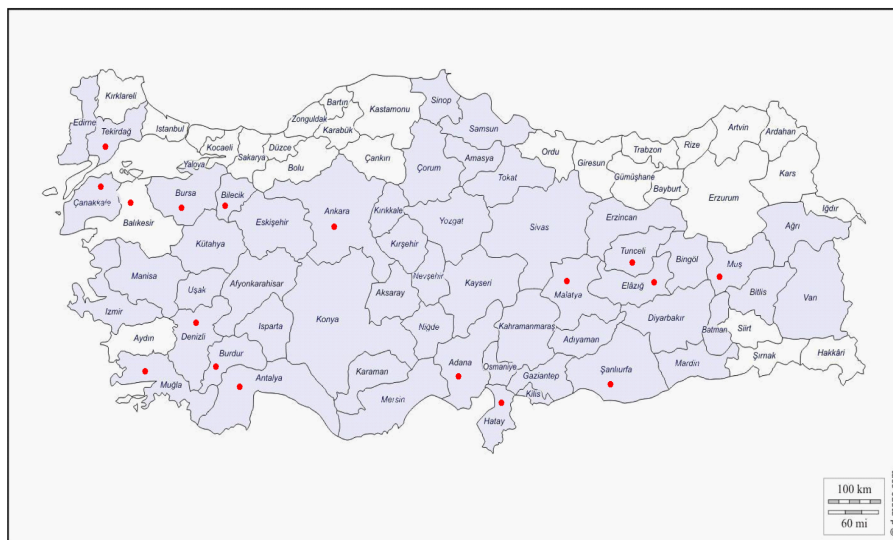 Kırklareli
Edirne
Tekirdağ
Istanbul
Kocaeli
Yalova
Sakarya
Düzce
Bolu
Zonguldak
Bartın
Karabük
Kastamonu
Sinop
Çankırı
Samsun
Çorum
Amasya
Tokat
Ordu
Giresun
Trabzon
Gümüşhane
Bayburt
Rize
Artvin
Ardahan
Kars
Iğdır
Erzurum
Ağrı
Çanakkale
Balıkesir
Bursa
Bilecik
Eskişehir
Kütahya
Ankara
Kırıkkale
Kırşehir
Yozgat
Sivas
Erzincan
Tunceli
Bingöl
Muş
Elâzığ
Manisa
Uşak
Afyonkarahisar
Izmir
Aydın
Denizli
Isparta
Burdur
Muğla
Antalya
Konya
Aksaray
Nevşehir
Niğde
Kayseri
Malatya
Kahramanmaraş
Adıyaman
Diyarbakır
Batman
Bitlis
Van
Siirt
Şırnak
Hakkâri
Mardin
Şanlıurfa
Gaziantep
Kilis
Osmaniye
Adana
Hatay
Karaman
Mersin
100 km
60 mi